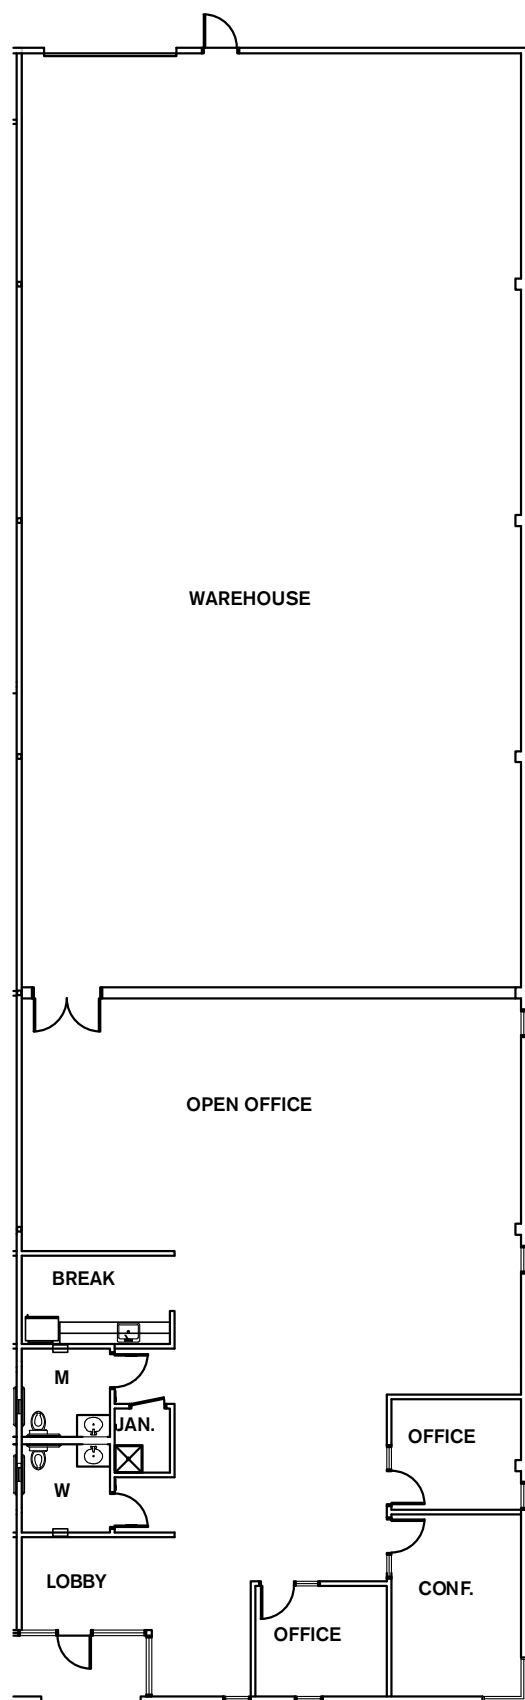 WAREHOUSE
OPEN OFFICE
BREAK
M
JAN.
OFFICE
W
LOBBY
CONF.
OFFICE